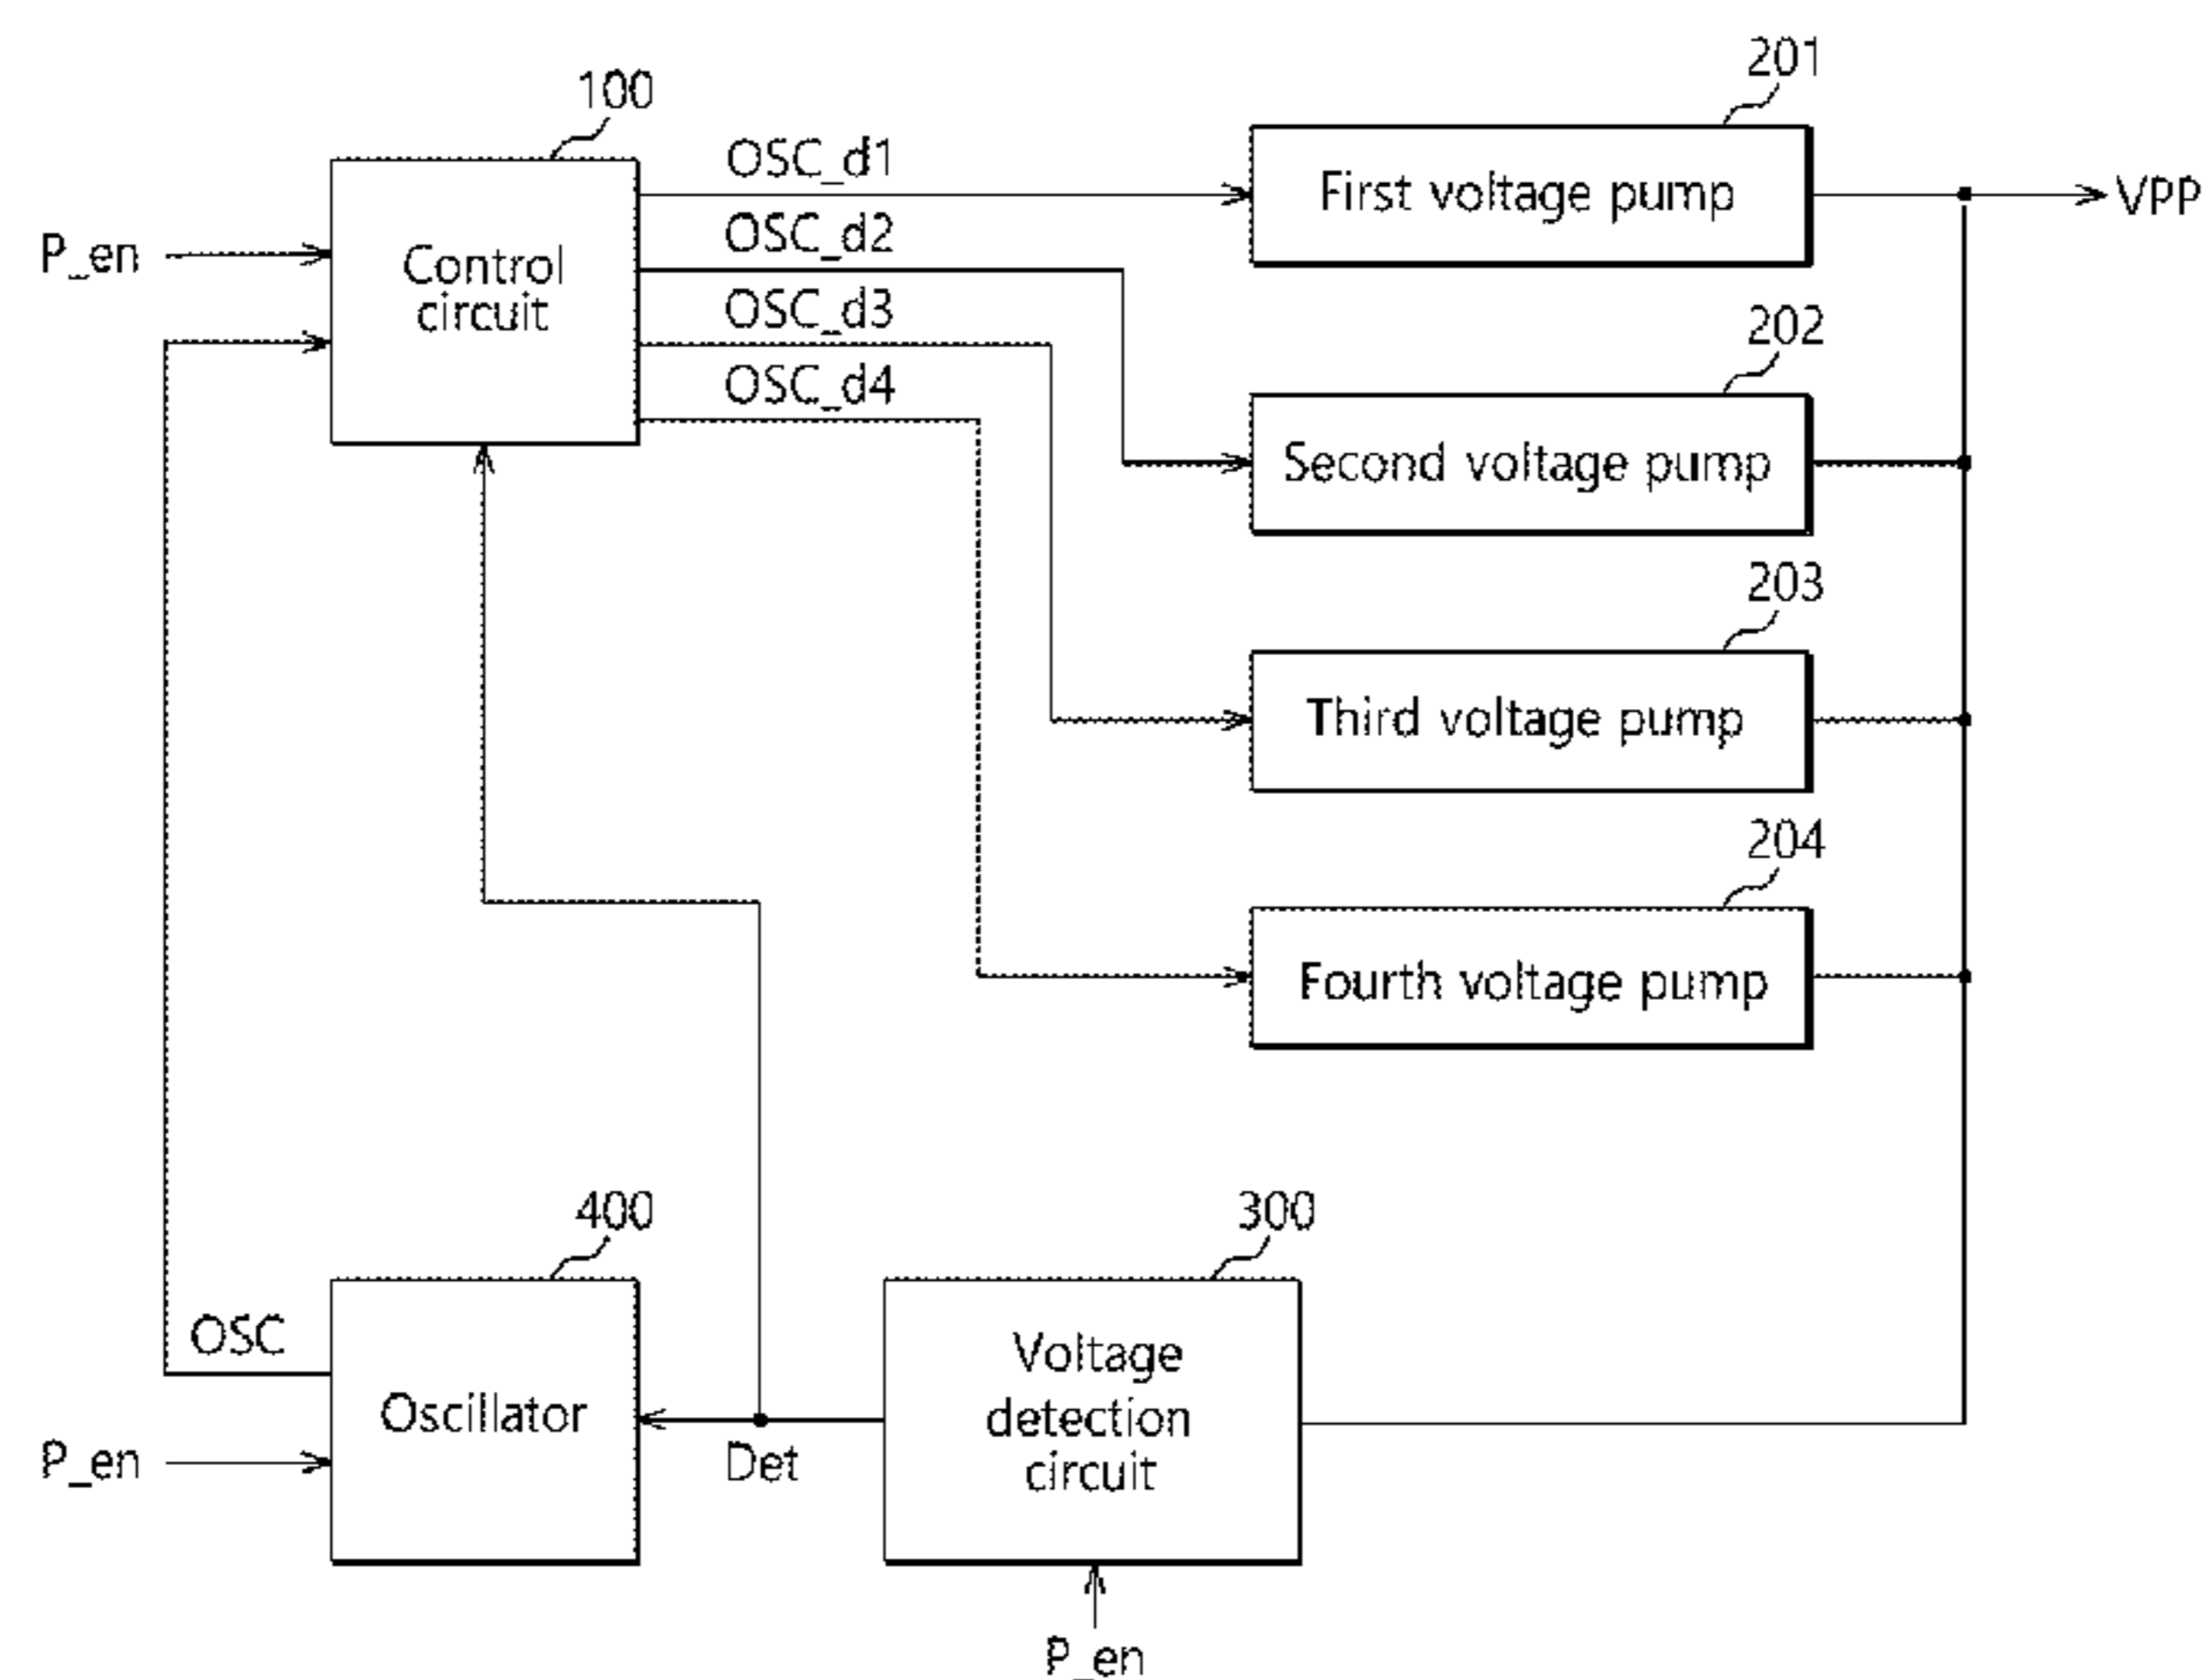 201
100
OSC_d1
First voltage pump
VPP
P_en
Control
circuit
OSC_d2
OSC_d3
202
OSC_d4
Second voltage pump
203
Third voltage pump
204
Fourth voltage pump
400
300
OSC
Oscillator
Voltage
detection
circuit
P_en
Det
P_en